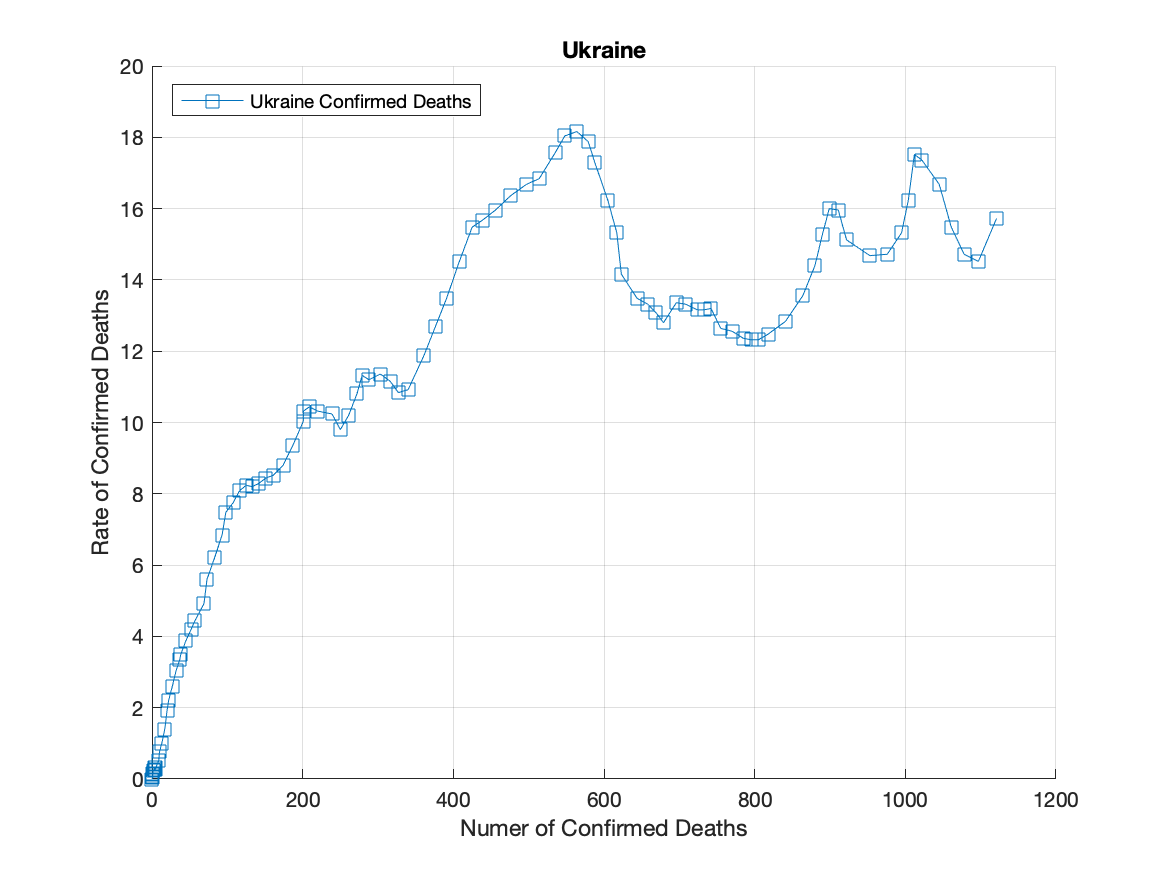 Ukraine
Ukraine Confirmed Deaths
20
18
16
14
12
10
8
6
4
2
0
Rate of Confirmed Deaths
0 200 400 600 800 1000 1200
Numer of Confirmed Deaths